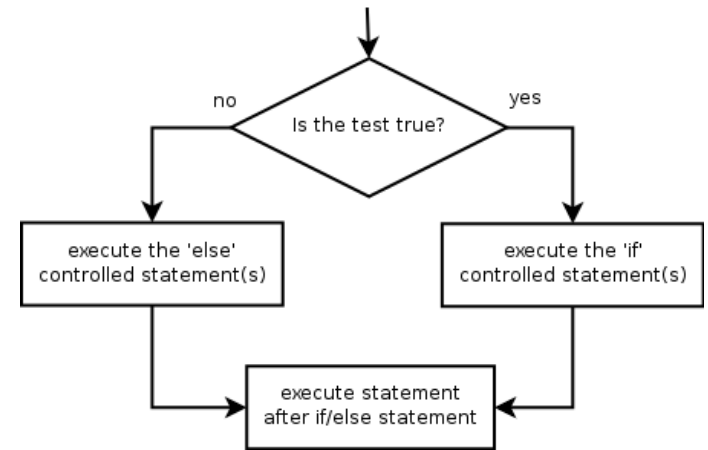 no
yes
Is the test true?
execute the 'else'
controlled statement(s)
execute the 'if'
controlled statement(s)
execute statement
after if/else statement